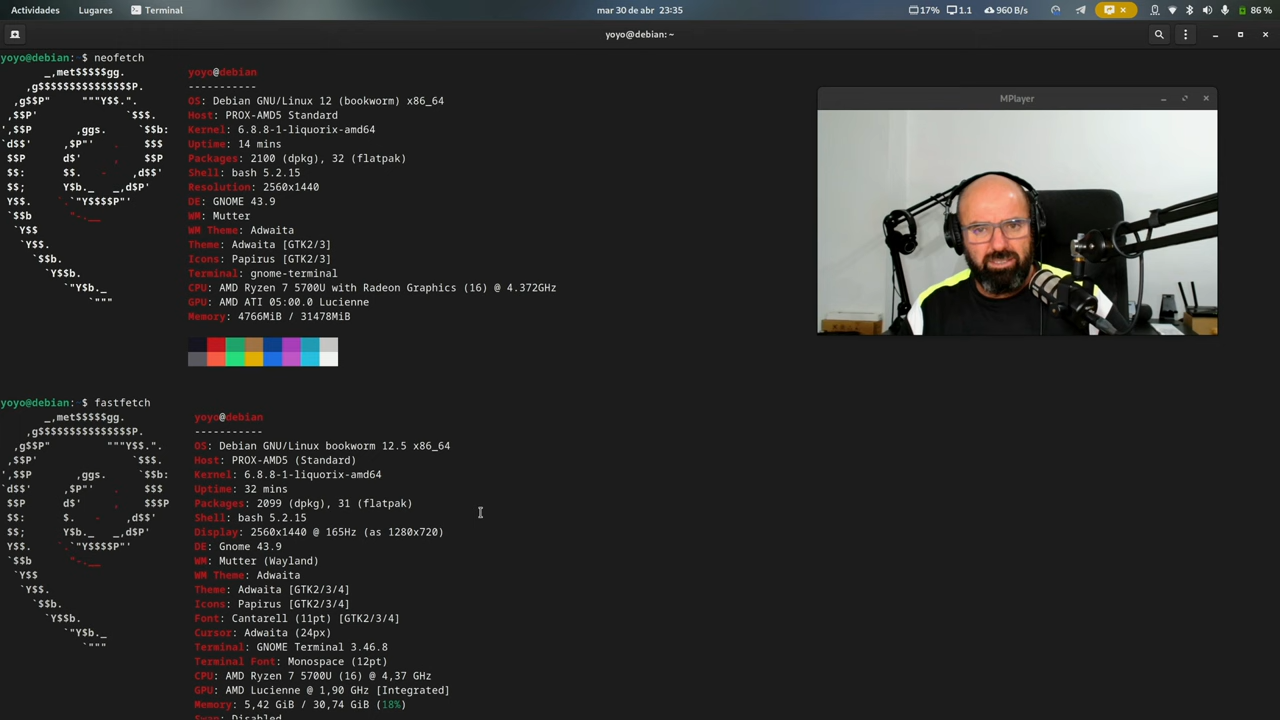 Actividades Lugares Terminal mar 30 de abr 23:35 17% 1.1 960 B/s 86 %
yoyo@debian: ~
yoyo@debian:~$ neofetch
_,met$$$$$gg. yoyo@debian
,g$$$$$$$$$$$$$$$P. -----------
,g$$P" """Y$$.". OS: Debian GNU/Linux 12 (bookworm) x86_64
,$$P' `$$$. Host: PROX-AMD5 Standard
',$$P ,ggs. `$$b: Kernel: 6.8.8-1-liquorix-amd64
`d$$' ,$P"' . $$$ Uptime: 14 mins
$$P d$' , $$P Packages: 2100 (dpkg), 32 (flatpak)
$$: $$. - ,d$$' Shell: bash 5.2.15
$$; Y$b._ _,d$P' Resolution: 2560x1440
Y$$. `.`"Y$$$$P"' DE: GNOME 43.9
`$$b "-.__ WM: Mutter
`Y$$ WM Theme: Adwaita
`Y$$. Theme: Adwaita [GTK2/3]
`$$b. Icons: Papirus [GTK2/3]
`Y$$b. Terminal: gnome-terminal
`"Y$b._ CPU: AMD Ryzen 7 5700U with Radeon Graphics (16) @ 4.372GHz
`""" GPU: AMD ATI 05:00.0 Lucienne
Memory: 4766MiB / 31478MiB
MPlayer
yoyo@debian:~$ fastfetch
_,met$$$$$gg. yoyo@debian
,g$$$$$$$$$$$$$$$P. -----------
,g$$P" """Y$$.". OS: Debian GNU/Linux bookworm 12.5 x86_64
,$$P' `$$$. Host: PROX-AMD5 (Standard)
',$$P ,ggs. `$$b: Kernel: 6.8.8-1-liquorix-amd64
`d$$' ,$P"' . $$$ Uptime: 32 mins
$$P d$' , $$$P Packages: 2099 (dpkg), 31 (flatpak)
$$: $. - ,d$$' Shell: bash 5.2.15
$$; Y$b._ _,d$P' Display: 2560x1440 @ 165Hz (as 1280x720)
Y$$. `.`"Y$$$$P"' DE: Gnome 43.9
`$$b "-.__ WM: Mutter (Wayland)
`Y$$ WM Theme: Adwaita
`Y$$. Theme: Adwaita [GTK2/3/4]
`$$b. Icons: Papirus [GTK2/3/4]
`Y$$b. Font: Cantarell (11pt) [GTK2/3/4]
`"Y$b._ Cursor: Adwaita (24px)
`""" Terminal: GNOME Terminal 3.46.8
Terminal Font: Monospace (12pt)
CPU: AMD Ryzen 7 5700U (16) @ 4,37 GHz
GPU: AMD Lucienne @ 1,90 GHz [Integrated]
Memory: 5,42 GiB / 30,74 GiB (18%)
Swap: Disabled